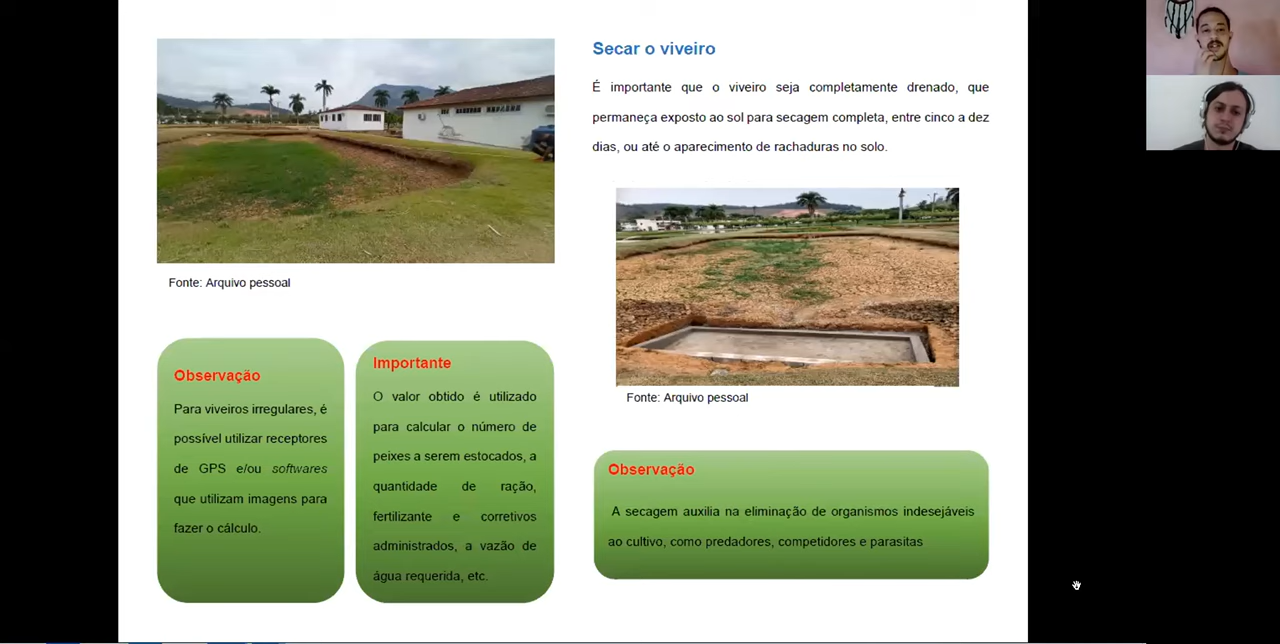 Fonte: Arquivo pessoal
Observação
Para viveiros irregulares, é
possível utilizar receptores
de GPS e/ou softwares
que utilizam imagens para
fazer o cálculo.
Importante
O valor obtido é utilizado
para calcular o número de
peixes a serem estocados, a
quantidade de ração,
fertilizante e corretivos
administrados, a vazão de
água requerida, etc.
Secar o viveiro
É importante que o viveiro seja completamente drenado, que
permaneça exposto ao sol para secagem completa, entre cinco a dez
dias, ou até o aparecimento de rachaduras no solo.
Fonte: Arquivo pessoal
Observação
A secagem auxilia na eliminação de organismos indesejáveis
ao cultivo, como predadores, competidores e parasitas